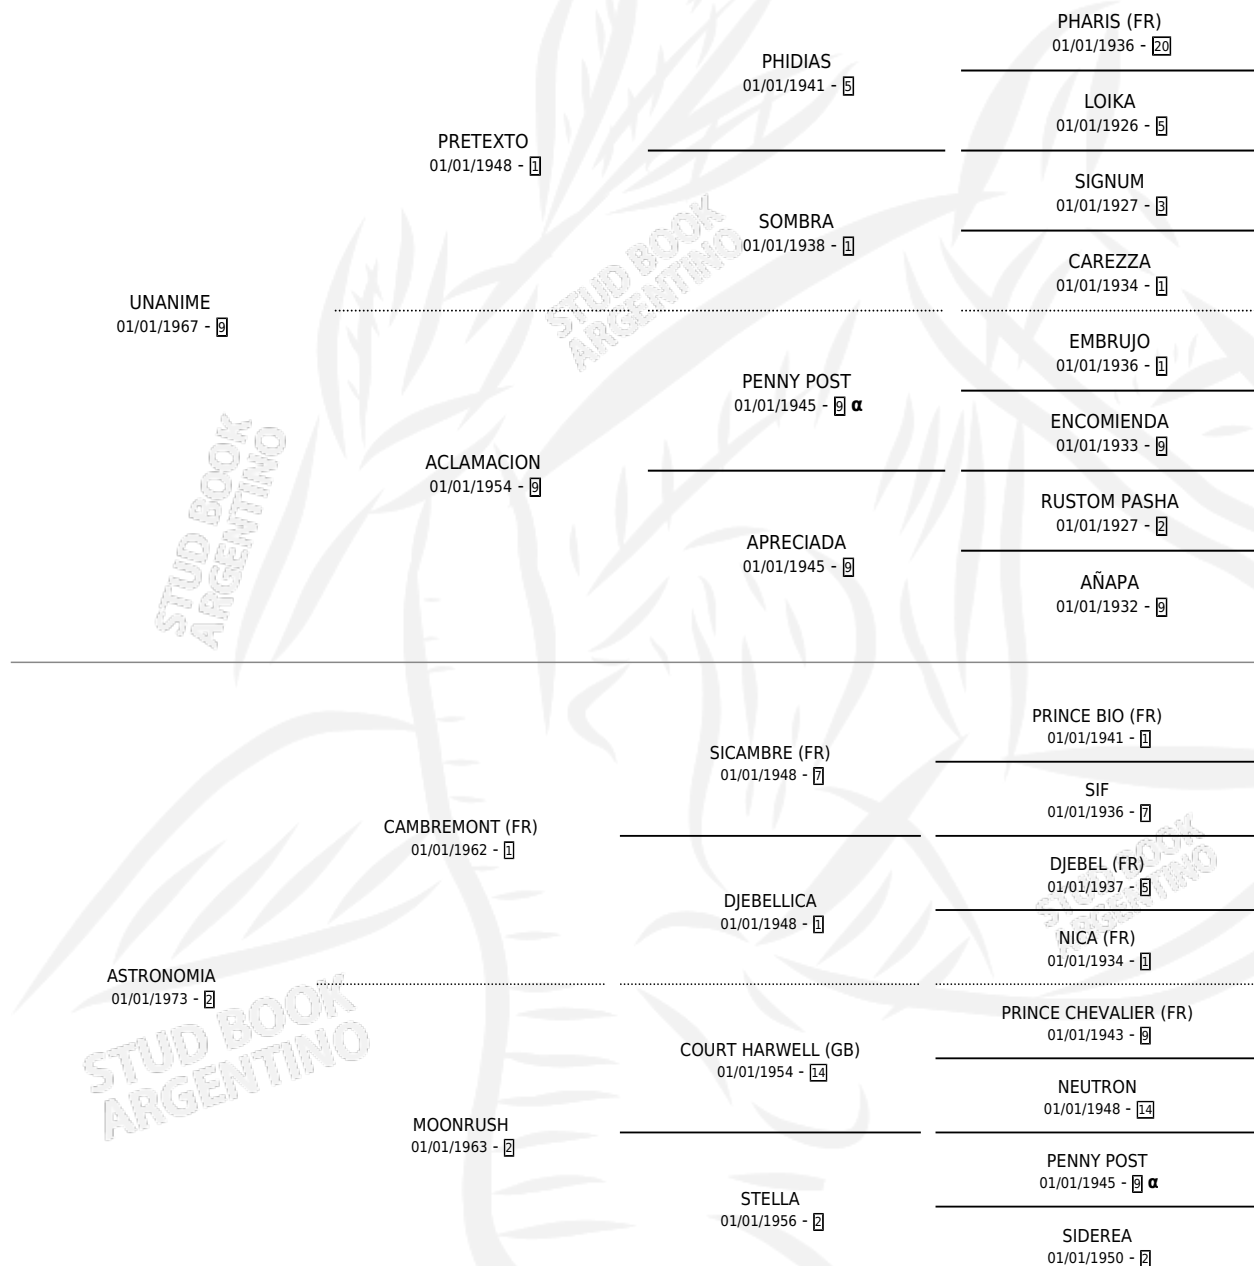 PHARIS (FR)
01/01/1936 - 20
PHIDIAS
01/01/1941 - 5
LOIKA
01/01/1926 - 5
PRETEXTO
01/01/1948 - 1
SIGNUM
01/01/1927 - 3
SOMBRA
01/01/1938 - 1
CAREZZA
01/01/1934 - 1
UNANIME
01/01/1967 - 9
EMBRUJO
01/01/1936 - 1
PENNY POST
01/01/1945 - 9 α
ENCOMIENDA
01/01/1933 - 9
ACLAMACION
01/01/1954 - 9
RUSTOM PASHA
01/01/1927 - 2
APRECIADA
01/01/1945 - 9
AÑAPA
01/01/1932 - 9
PRINCE BIO (FR)
01/01/1941 - 1
SICAMBRE (FR)
01/01/1948 - 7
SIF
01/01/1936 - 7
CAMBREMONT (FR)
01/01/1962 - 1
DJEBEL (FR)
01/01/1937 - 5
DJEBELLICA
01/01/1948 - 1
NICA (FR)
01/01/1934 - 1
ASTRONOMIA
01/01/1973 - 2
PRINCE CHEVALIER (FR)
01/01/1943 - 9
COURT HARWELL (GB)
01/01/1954 - 14
NEUTRON
01/01/1948 - 14
MOONRUSH
01/01/1963 - 2
PENNY POST
01/01/1945 - 9 α
STELLA
01/01/1956 - 2
SIDEREA
01/01/1950 - 2
STUD BOOK
ARGENTINO
STUD BOOK
ARGENTINO
STUD BOOK
ARGENTINO
STUD BOOK
ARGENTINO